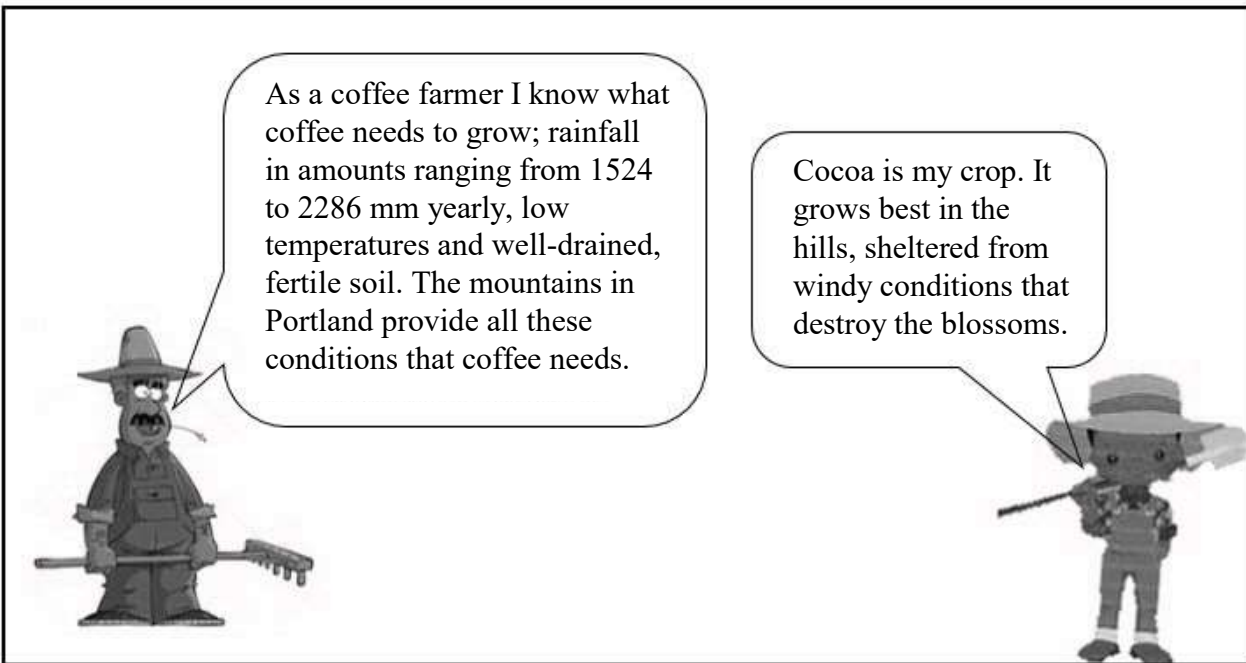 As a coffee farmer I know what
coffee needs to grow; rainfall
in amounts ranging from 1524
to 2286 mm yearly, low
temperatures and well-drained,
fertile soil. The mountains in
Portland provide all these
conditions that coffee needs.
Cocoa is my crop. It
grows best in the
hills, sheltered from
windy conditions that
destroy the blossoms.